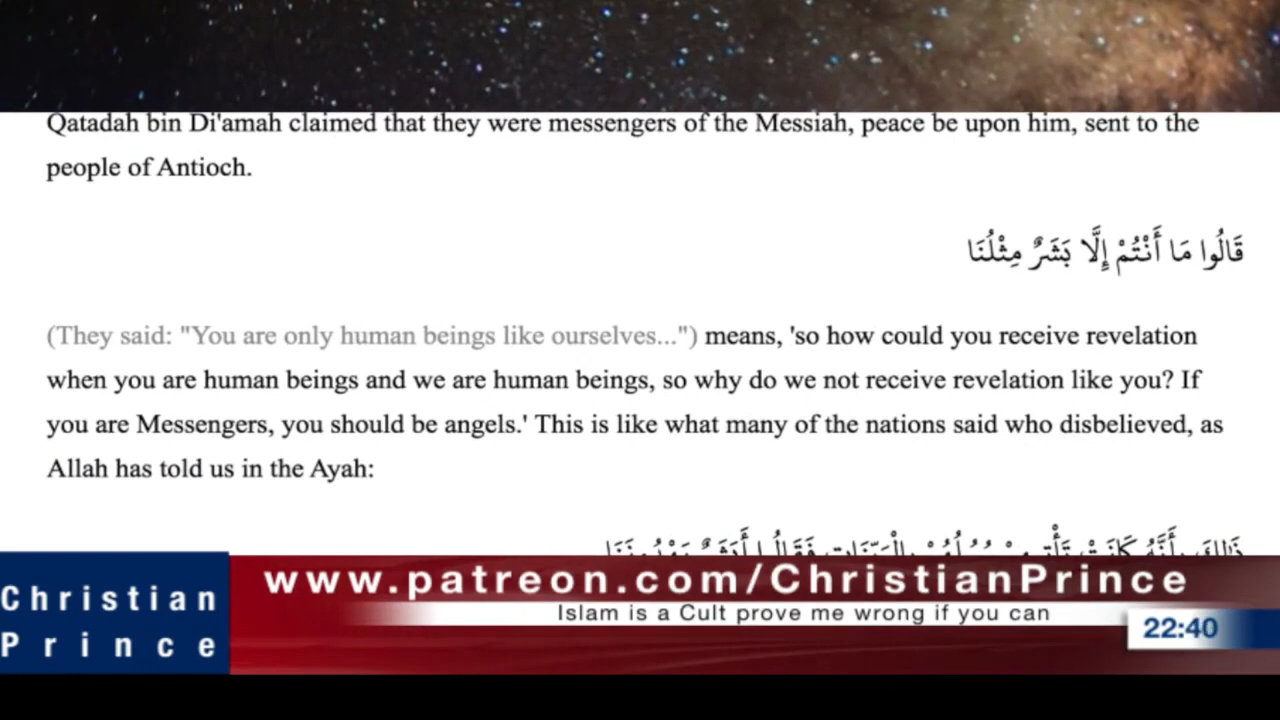 Qatadah bin Di'amah claimed that they were messengers of the Messiah, peace be upon him, sent to the
people of Antioch.
قَالُوا مَا أَنْتُمْ إِلَّا بَشَرٌ مِثْلُنَا
(They said: "You are only human beings like ourselves...") means, 'so how could you receive revelation
when you are human beings and we are human beings, so why do we not receive revelation like you? If
you are Messengers, you should be angels.' This is like what many of the nations said who disbelieved, as
Allah has told us in the Ayah:
www.patreon.com/ChristianPrince
Islam is a Cult prove me wrong if you can
Christian
Prince
22:40